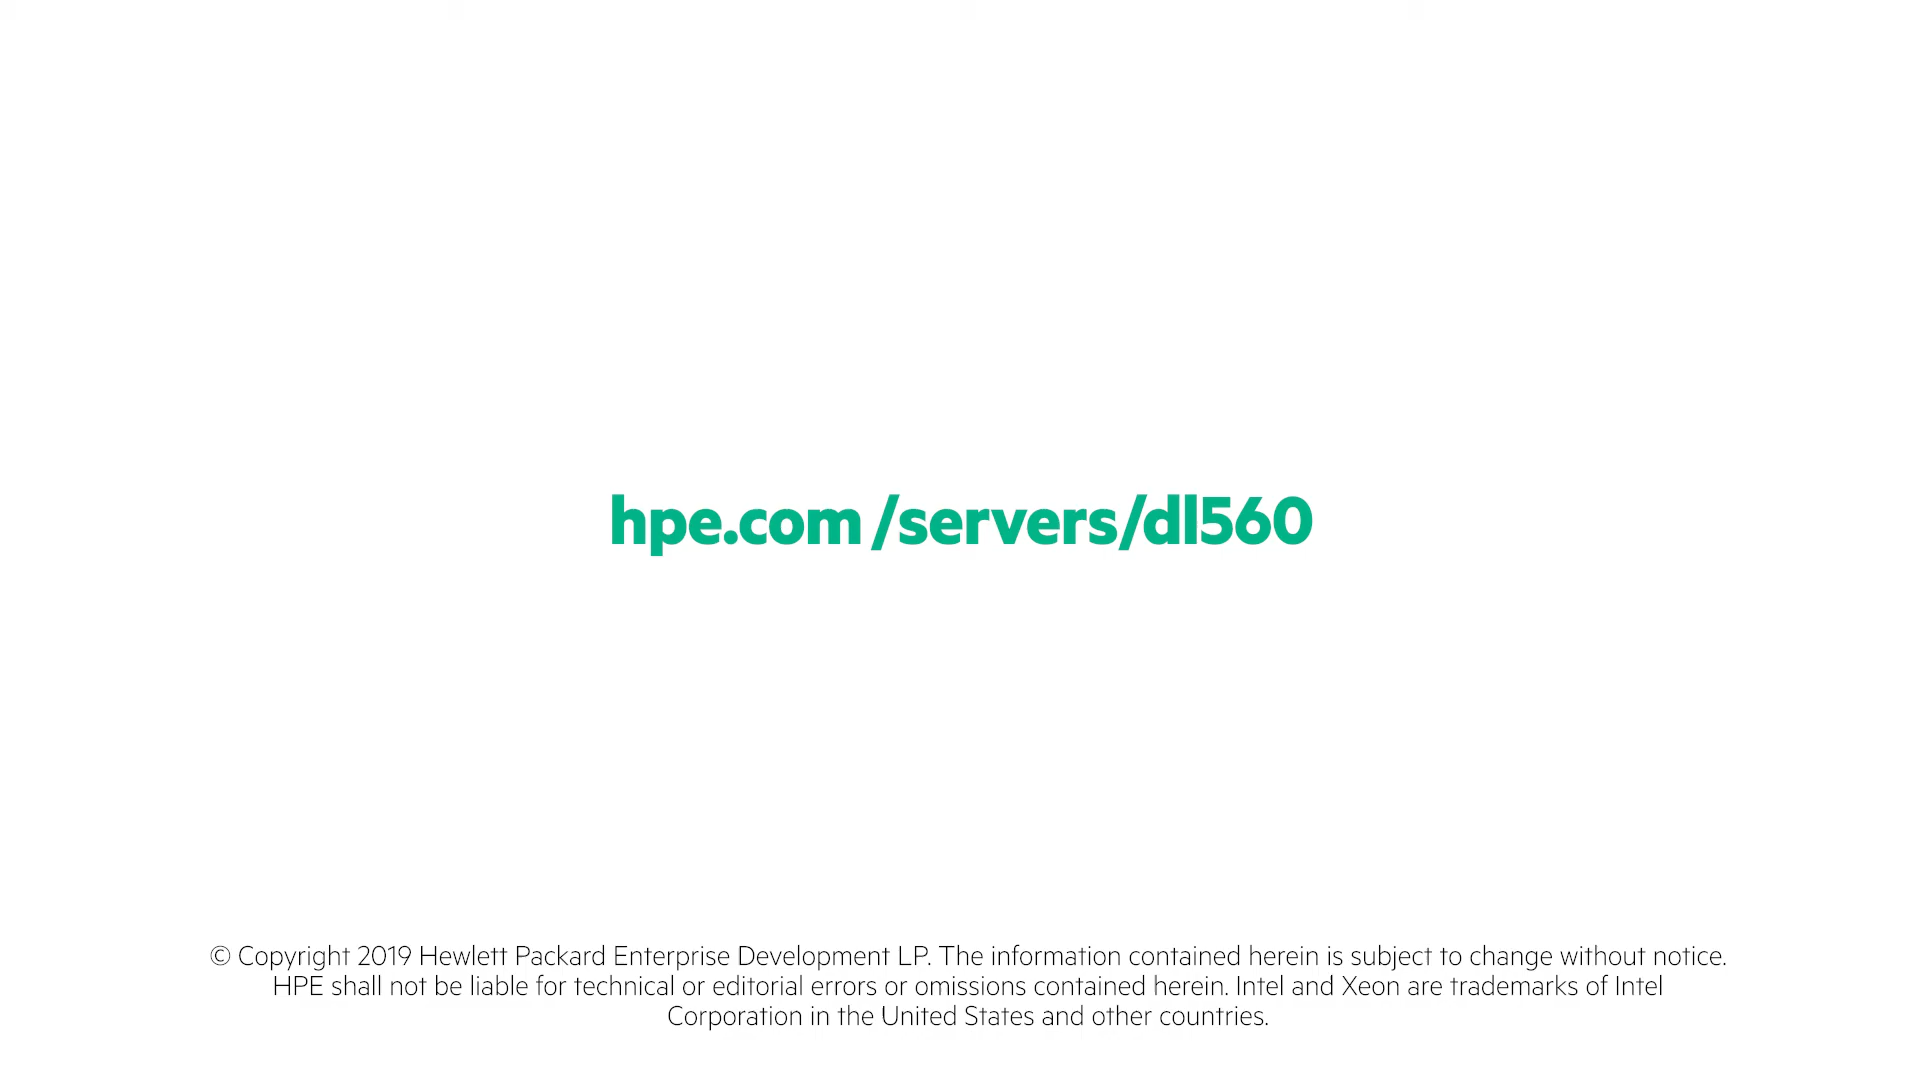 hpe.com/servers/dl560
© Copyright 2019 Hewlett Packard Enterprise Development LP. The information contained herein is subject to change without notice.
HPE shall not be liable for technical or editorial errors or omissions contained herein. Intel and Xeon are trademarks of Intel
Corporation in the United States and other countries.